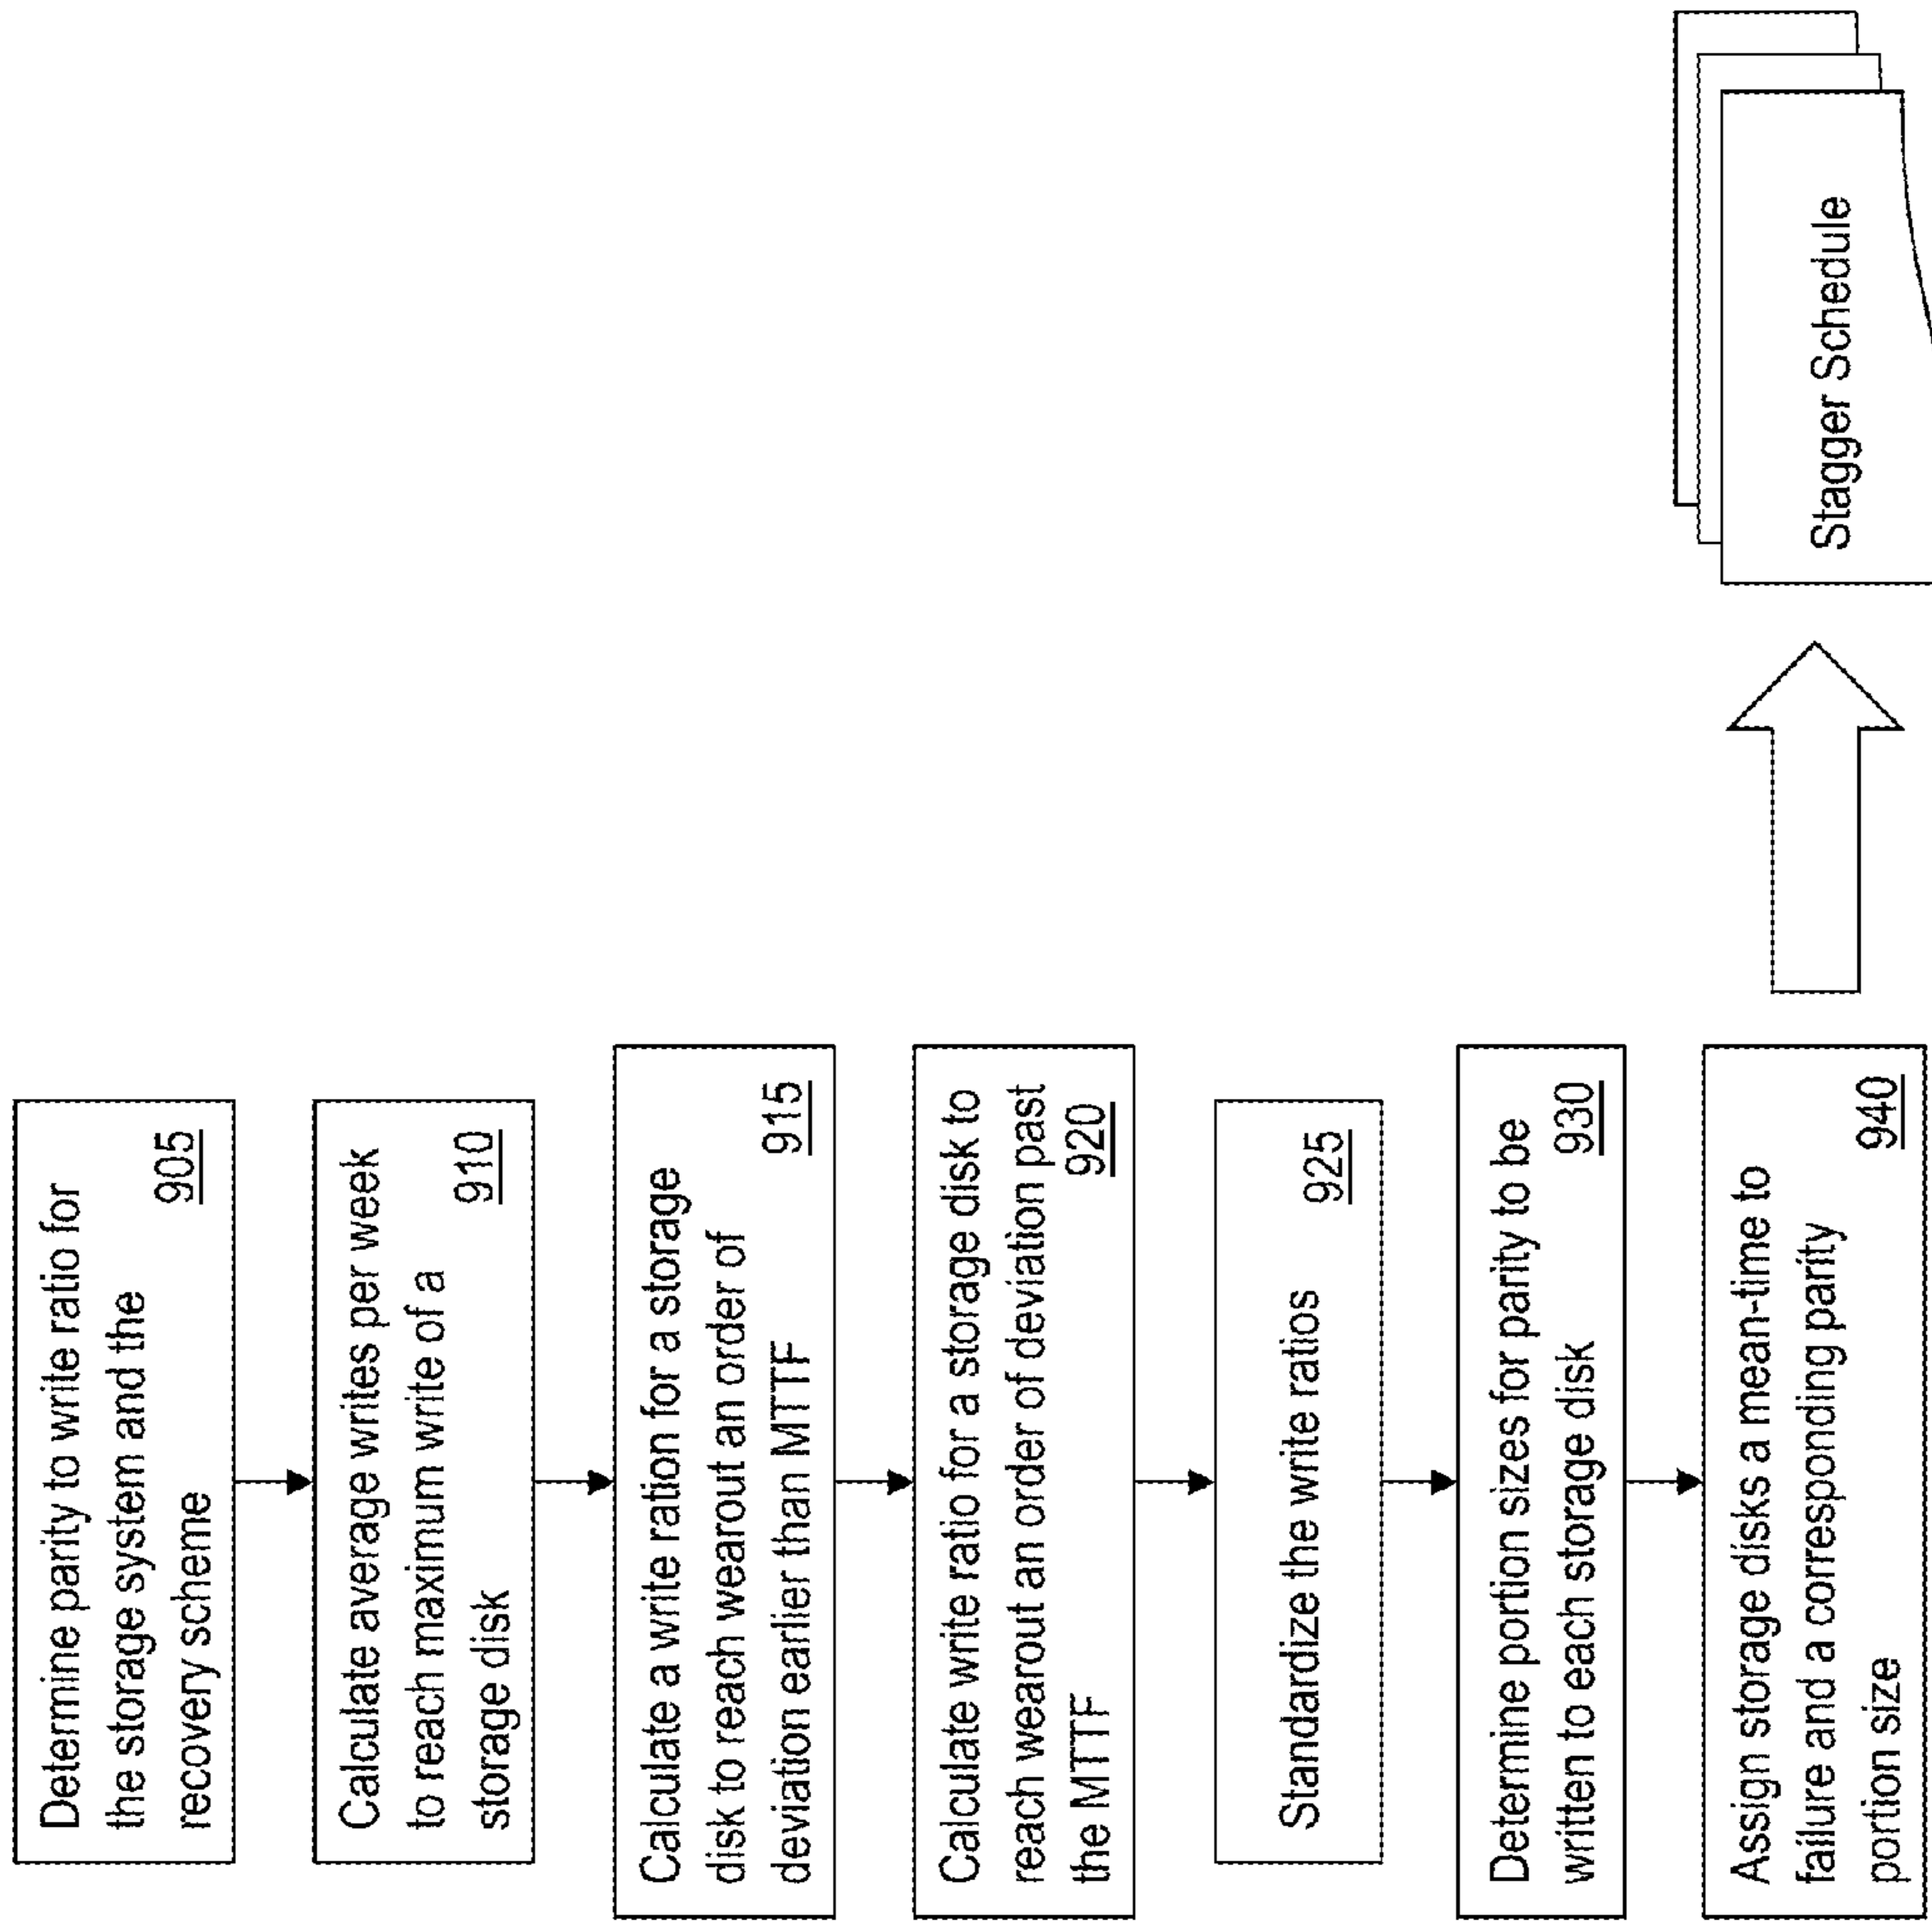 Determine parity to write ratio for
the storage system and the
recovery scheme
905
Calculate average writes per week
to reach maximum write of a
storage disk
910
Calculate a write ration for a storage
disk to reach wearout an order of
deviation earlier than MTTF
915
Calculate write ratio for a storage disk to
reach wearout an order of deviation past
the MTTF
920
Standardize the write ratios
925
Determine portion sizes for parity to be
written to each storage disk
930
Assign storage disks a mean-time to
failure and a corresponding parity
portion size
940
Stagger Schedule